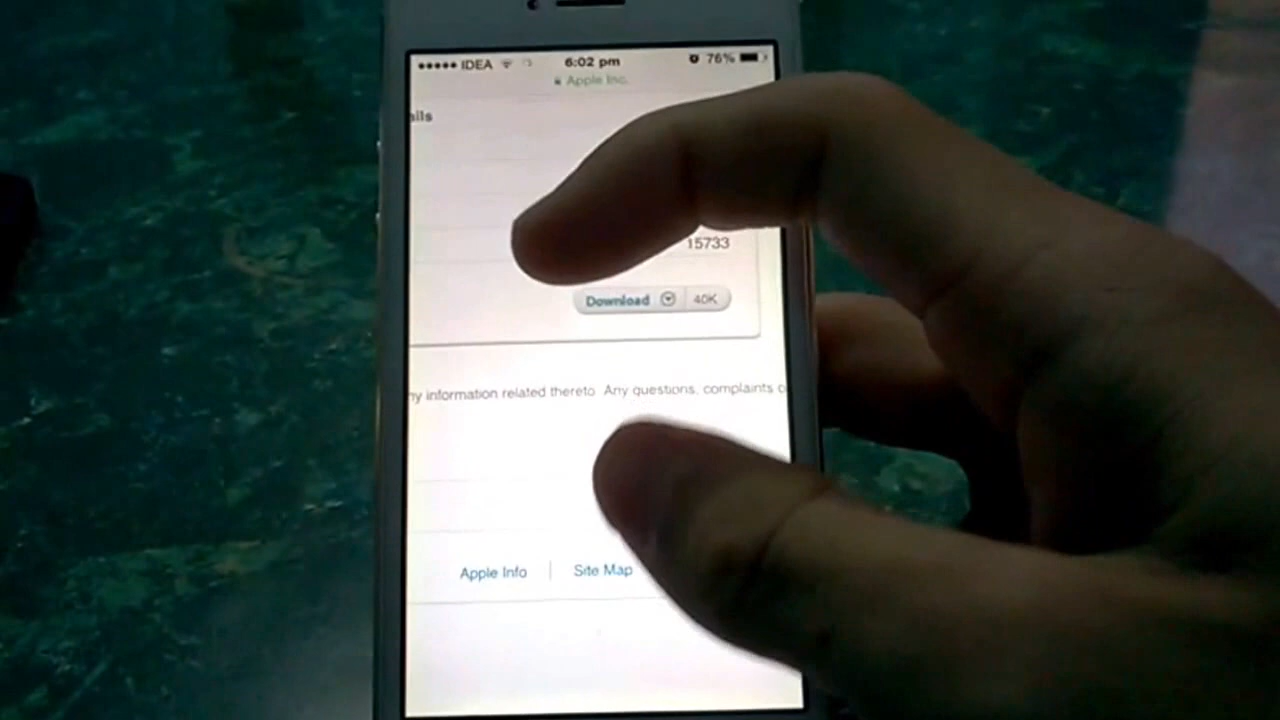 IDEA 6:02 pm 76%
Apple Inc.
ails
15733
Download 40K
ny information related thereto. Any questions, complaints o
Apple Info Site Map